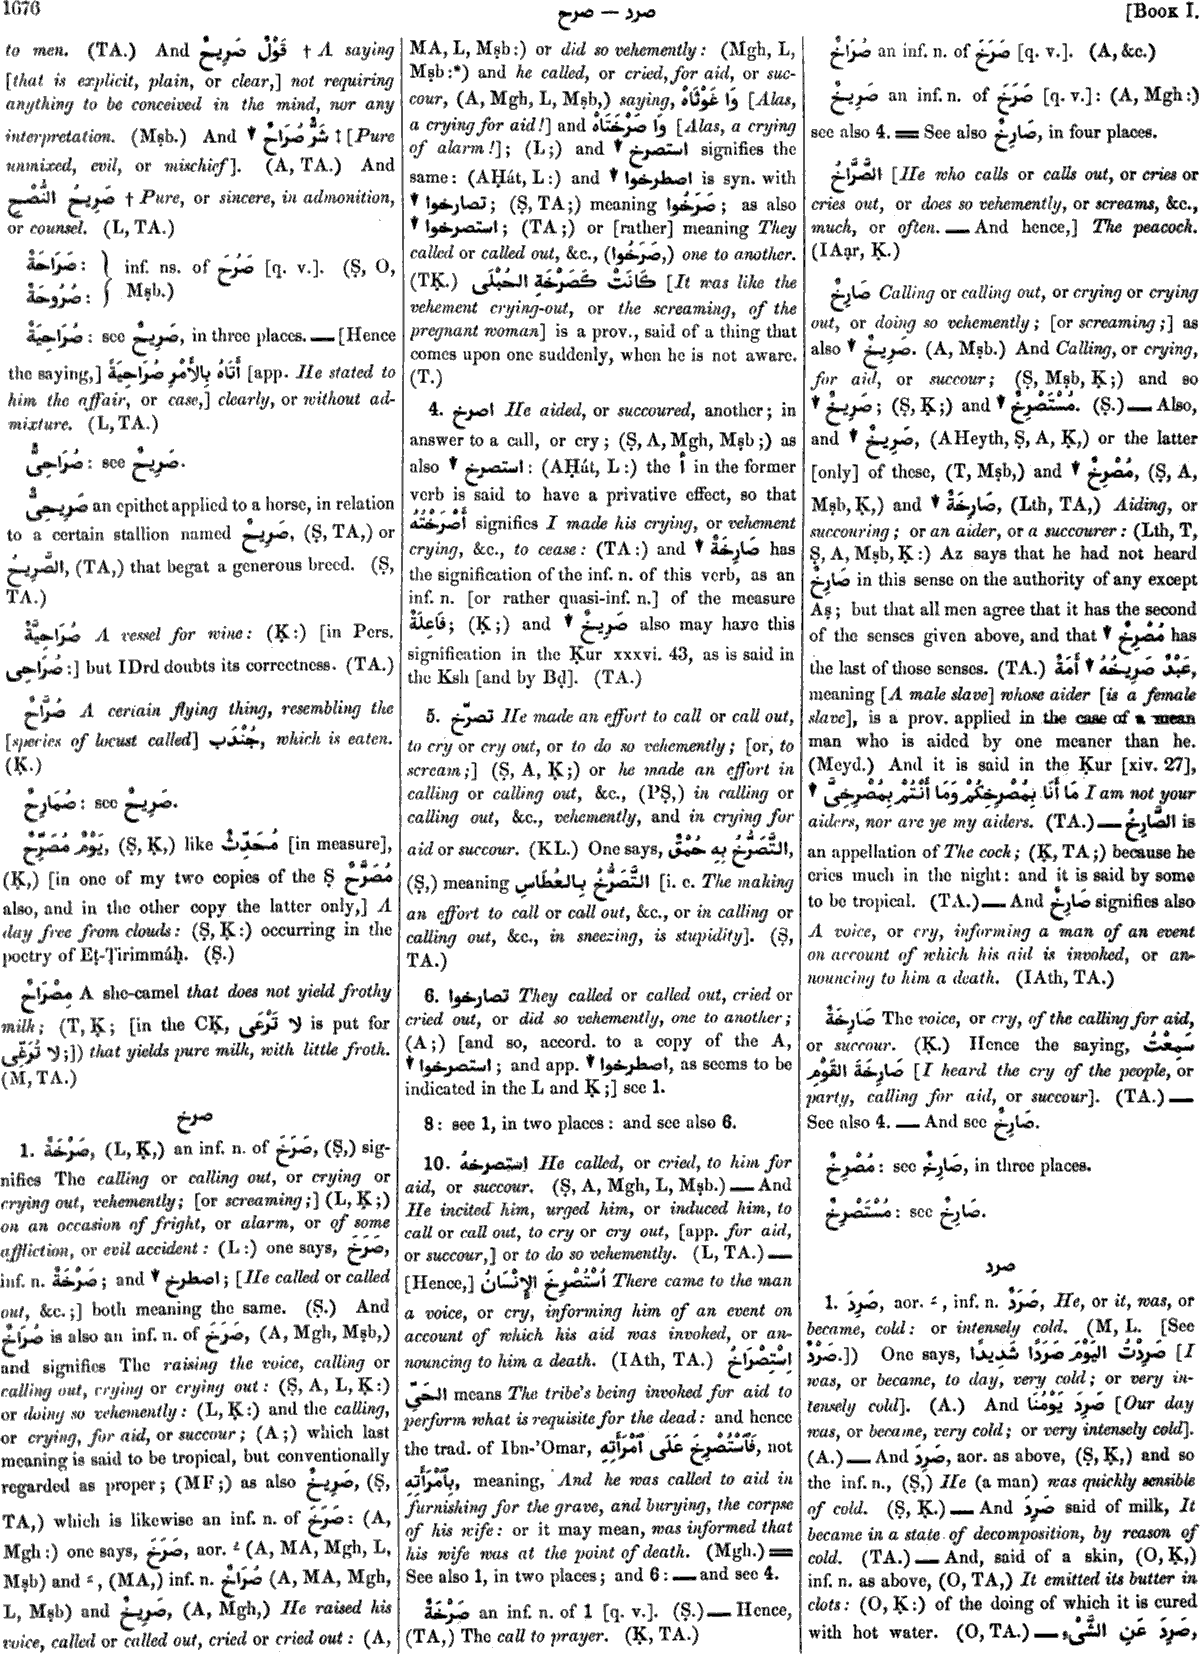 1676
صرح — صرد
[BOOK I.
to men. (TA.) And قَوْلٌ صَرِيحٌ † A saying
[that is explicit, plain, or clear,] not requiring
anything to be conceived in the mind, nor any
interpretation. (Mṣb.) And شَرٌّ صُرَاحٌ ‡ [Pure
unmixed, evil, or mischief]. (A, TA.) And
صَرِيحُ النُّصْحِ † Pure, or sincere, in admonition,
or counsel. (L, TA.)
صَرَاحَةٌ : } inf. ns. of صَرُحَ [q. v.]. (Ṣ, O,
صُرُوحَةٌ : } Mṣb.)
صُرَاحِيَةٌ : see صَرِيحٌ, in three places. — [Hence
the saying,] أَتَاهُ بِالأَمْرِ صُرَاحِيَةً [app. He stated to
him the affair, or case,] clearly, or without ad-
mixture. (L, TA.)
صُرَاحِىٌّ : see صَرِيحٌ.
صَرِيحِىٌّ an epithet applied to a horse, in relation
to a certain stallion named صَرِيحٌ, (Ṣ, TA,) or
الصَّرِيحُ, (TA,) that begat a generous breed. (Ṣ,
TA.)
صُرَاحِيَّةٌ A vessel for wine: (Ḳ:) [in Pers.
صُرَاحِى :] but IDrd doubts its correctness. (TA.)
صُرَّاحٌ A certain flying thing, resembling the
[species of locust called] جُنْدَب, which is eaten.
(Ḳ.)
صُمَارِحٌ : see صَرِيحٌ.
يَوْمٌ مُصَرِّحٌ, (Ṣ, Ḳ,) like مُحَدِّثٌ [in measure],
(Ḳ,) [in one of my two copies of the Ṣ مُصَرَّحٌ
also, and in the other copy the latter only,] A
day free from clouds: (Ṣ, Ḳ:) occurring in the
poetry of Eṭ-Ṭirimmáḥ. (Ṣ.)
مِصْرَاحٌ A she-camel that does not yield frothy
milk; (T, Ḳ; [in the CḲ, لا تَرْعَى is put for
لا تُرَغِّى ;]) that yields pure milk, with little froth.
(M, TA.)
صرخ
1. صَرْخَةٌ, (L, Ḳ,) an inf. n. of صَرَخَ, (Ṣ,) sig-
nifies The calling or calling out, or crying or
crying out, vehemently; [or screaming;] (L, Ḳ;)
on an occasion of fright, or alarm, or of some
affliction, or evil accident: (L:) one says, صَرَخَ,
inf. n. صَرْخَةٌ ; and اصطرخ ; [He called or called
out, &c.;] both meaning the same. (Ṣ.) And
صُرَاخٌ is also an inf. n. of صَرَخَ, (A, Mgh, Mṣb,)
and signifies The raising the voice, calling or
calling out, crying or crying out: (Ṣ, A, L, Ḳ:)
or doing so vehemently: (L, Ḳ:) and the calling,
or crying, for aid, or succour; (A;) which last
meaning is said to be tropical, but conventionally
regarded as proper; (MF;) as also صَرِيخٌ, (Ṣ,
TA,) which is likewise an inf. n. of صَرَخَ : (A,
Mgh:) one says, صَرَخَ, aor. ـُ (A, MA, Mgh, L,
Mṣb) and ـَ, (MA,) inf. n. صُرَاخٌ (A, MA, Mgh,
L, Mṣb) and صَرِيخٌ, (A, Mgh,) He raised his
voice, called or called out, cried or cried out: (A,
MA, L, Mṣb:) or did so vehemently: (Mgh, L,
Mṣb:*) and he called, or cried, for aid, or suc-
cour, (A, Mgh, L, Mṣb,) saying, وَا غَوْثَاهْ [Alas,
a crying for aid!] and وَا صَرْخَتَاهْ [Alas, a crying
of alarm!]; (L;) and استصرخ signifies the
same: (AḤát, L:) and اصطرخوا is syn. with
تصارخوا ; (Ṣ, TA;) meaning صَرَخُوا ; as also
استصرخوا ; (TA;) or [rather] meaning They
called or called out, &c., (صَرَخُوا,) one to another.
(TḲ.) كَانَتْ كَصَرْخَةِ الحُبْلَى [It was like the
vehement crying-out, or the screaming, of the
pregnant woman] is a prov., said of a thing that
comes upon one suddenly, when he is not aware.
(T.)
4. اصرخ He aided, or succoured, another; in
answer to a call, or cry; (Ṣ, A, Mgh, Mṣb;) as
also استصرخ : (AḤát, L:) the أ in the former
verb is said to have a privative effect, so that
أَصْرَخْتُهُ signifies I made his crying, or vehement
crying, &c., to cease: (TA:) and صَارِخَةٌ has
the signification of the inf. n. of this verb, as an
inf. n. [or rather quasi-inf. n.] of the measure
فَاعِلَةٌ ; (Ḳ;) and صَرِيخٌ also may have this
signification in the Ḳur xxxvi. 43, as is said in
the Ksh [and by Bḍ]. (TA.)
5. تصرّخ He made an effort to call or call out,
to cry or cry out, or to do so vehemently; [or, to
scream;] (Ṣ, A, Ḳ;) or he made an effort in
calling or calling out, &c., (PṢ,) in calling or
calling out, &c., vehemently, and in crying for
aid or succour. (KL.) One says, التَّصَرُّخُ بِهِ حُمْقٌ,
(Ṣ,) meaning التَّصَرُّخُ بِالعُطَاسِ [i. e. The making
an effort to call or call out, &c., or in calling or
calling out, &c., in sneezing, is stupidity]. (Ṣ,
TA.)
6. تصارخوا They called or called out, cried or
cried out, or did so vehemently, one to another;
(A;) [and so, accord. to a copy of the A,
استصرخوا ; and app. اصطرخوا, as seems to be
indicated in the L and Ḳ;] see 1.
8: see 1, in two places: and see also 6.
10. استصرخهُ He called, or cried, to him for
aid, or succour. (Ṣ, A, Mgh, L, Mṣb.) — And
He incited him, urged him, or induced him, to
call or call out, to cry or cry out, [app. for aid,
or succour,] or to do so vehemently. (L, TA.) —
[Hence,] اُسْتُصْرِخَ الإِنْسَانُ There came to the man
a voice, or cry, informing him of an event on
account of which his aid was invoked, or an-
nouncing to him a death. (IAth, TA.) اِسْتِصْرَاخُ
الحَىِّ means The tribe's being invoked for aid to
perform what is requisite for the dead: and hence
the trad. of Ibn-'Omar, فَاسْتُصْرِخَ عَلَى امْرَأَتِهِ, not
بِامْرَأَتِهِ, meaning, And he was called to aid in
furnishing for the grave, and burying, the corpse
of his wife: or it may mean, was informed that
his wife was at the point of death. (Mgh.) ==
See also 1, in two places; and 6: — and see 4.
صَرْخَةٌ an inf. n. of 1 [q. v.]. (Ṣ.) — Hence,
(TA,) The call to prayer. (Ḳ, TA.)
صُرَاخٌ an inf. n. of صَرَخَ [q. v.]. (A, &c.)
صَرِيخٌ an inf. n. of صَرَخَ [q. v.]: (A, Mgh:)
see also 4. == See also صَارِخٌ, in four places.
الصَّرَّاخُ [He who calls or calls out, or cries or
cries out, or does so vehemently, or screams, &c.,
much, or often. — And hence,] The peacock.
(IAạr, Ḳ.)
صَارِخٌ Calling or calling out, or crying or crying
out, or doing so vehemently; [or screaming;] as
also صَرِيخٌ. (A, Mṣb.) And Calling, or crying,
for aid, or succour; (Ṣ, Mṣb, Ḳ;) and so
صَرِيخٌ ; (Ṣ, Ḳ;) and مُسْتَصْرِخٌ. (Ṣ.) — Also,
and صَرِيخٌ, (AHeyth, Ṣ, A, Ḳ,) or the latter
[only] of these, (T, Mṣb,) and مُصْرِخٌ, (Ṣ, A,
Mṣb, Ḳ,) and صَارِخَةٌ, (Lth, TA,) Aiding, or
succouring; or an aider, or a succourer: (Lth, T,
Ṣ, A, Mṣb, Ḳ:) Az says that he had not heard
صَارِخٌ in this sense on the authority of any except
Aṣ; but that all men agree that it has the second
of the senses given above, and that مُصْرِخٌ has
the last of those senses. (TA.) عَبْدٌ صَرِيخُهُ أَمَةٌ,
meaning [A male slave] whose aider [is a female
slave], is a prov. applied in the case of a mean
man who is aided by one meaner than he.
(Meyd.) And it is said in the Ḳur [xiv. 27],
مَا أَنَا بِمُصْرِخِكُمْ وَمَا أَنْتُمْ بِمُصْرِخِىَّ I am not your
aiders, nor are ye my aiders. (TA.) — الصَّارِخُ is
an appellation of The cock; (Ḳ, TA;) because he
cries much in the night: and it is said by some
to be tropical. (TA.) — And صَارِخٌ signifies also
A voice, or cry, informing a man of an event
on account of which his aid is invoked, or an-
nouncing to him a death. (IAth, TA.)
صَارِخَةٌ The voice, or cry, of the calling for aid,
or succour. (Ḳ.) Hence the saying, سَمِعْتُ
صَارِخَةَ القَوْمِ [I heard the cry of the people, or
party, calling for aid, or succour]. (TA.) —
See also 4. — And see صَارِخٌ.
مُصْرِخٌ : see صَارِخٌ, in three places.
مُسْتَصْرِخٌ : see صَارِخٌ.
صرد
1. صَرِدَ, aor. ـَ, inf. n. صَرَدٌ, He, or it, was, or
became, cold: or intensely cold. (M, L. [See
صَرْدٌ.]) One says, صَرِدْتُ اليَوْمَ صَرَدًا شَدِيدًا [I
was, or became, to day, very cold; or very in-
tensely cold]. (A.) And صَرِدَ يَوْمُنَا [Our day
was, or became, very cold; or very intensely cold].
(A.) — And صَرِدَ, aor. as above, (Ṣ, Ḳ,) and so
the inf. n., (Ṣ,) He (a man) was quickly sensible
of cold. (Ṣ, Ḳ.) — And صَرِدَ said of milk, It
became in a state of decomposition, by reason of
cold. (TA.) — And, said of a skin, (O, Ḳ,)
inf. n. as above, (O, TA,) It emitted its butter in
clots: (O, Ḳ:) of the doing of which it is cured
with hot water. (O, TA.) — صَرِدَ عَنِ الشَّىْءِ,